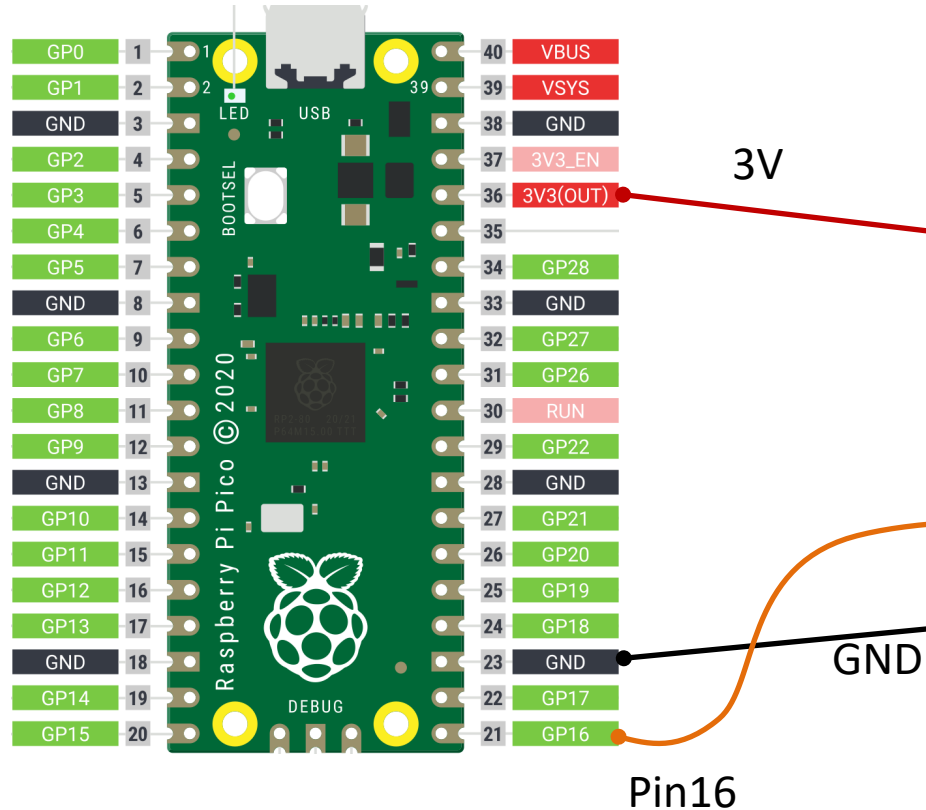 GP0 1 1 40 VBUS
GP1 2 2 39 39 VSYS
LED USB
GND 3 38 GND
GP2 4 37 3V3_EN
3V
GP3 5 BOOTSEL 36 3V3(OUT)
GP4 6 35
GP5 7 34 GP28
GND 8 33 GND
GP6 9 32 GP27
GP7 10 31 GP26
GP8 11 30 RUN
GP9 12 29 GP22
GND 13 28 GND
GP10 14 27 GP21
GP11 15 26 GP20
GP12 16 25 GP19
GP13 17 24 GP18
Raspberry Pi Pico ©2020
GND 18 23 GND
GND
GP14 19 22 GP17
DEBUG
GP15 20 21 GP16
Pin16